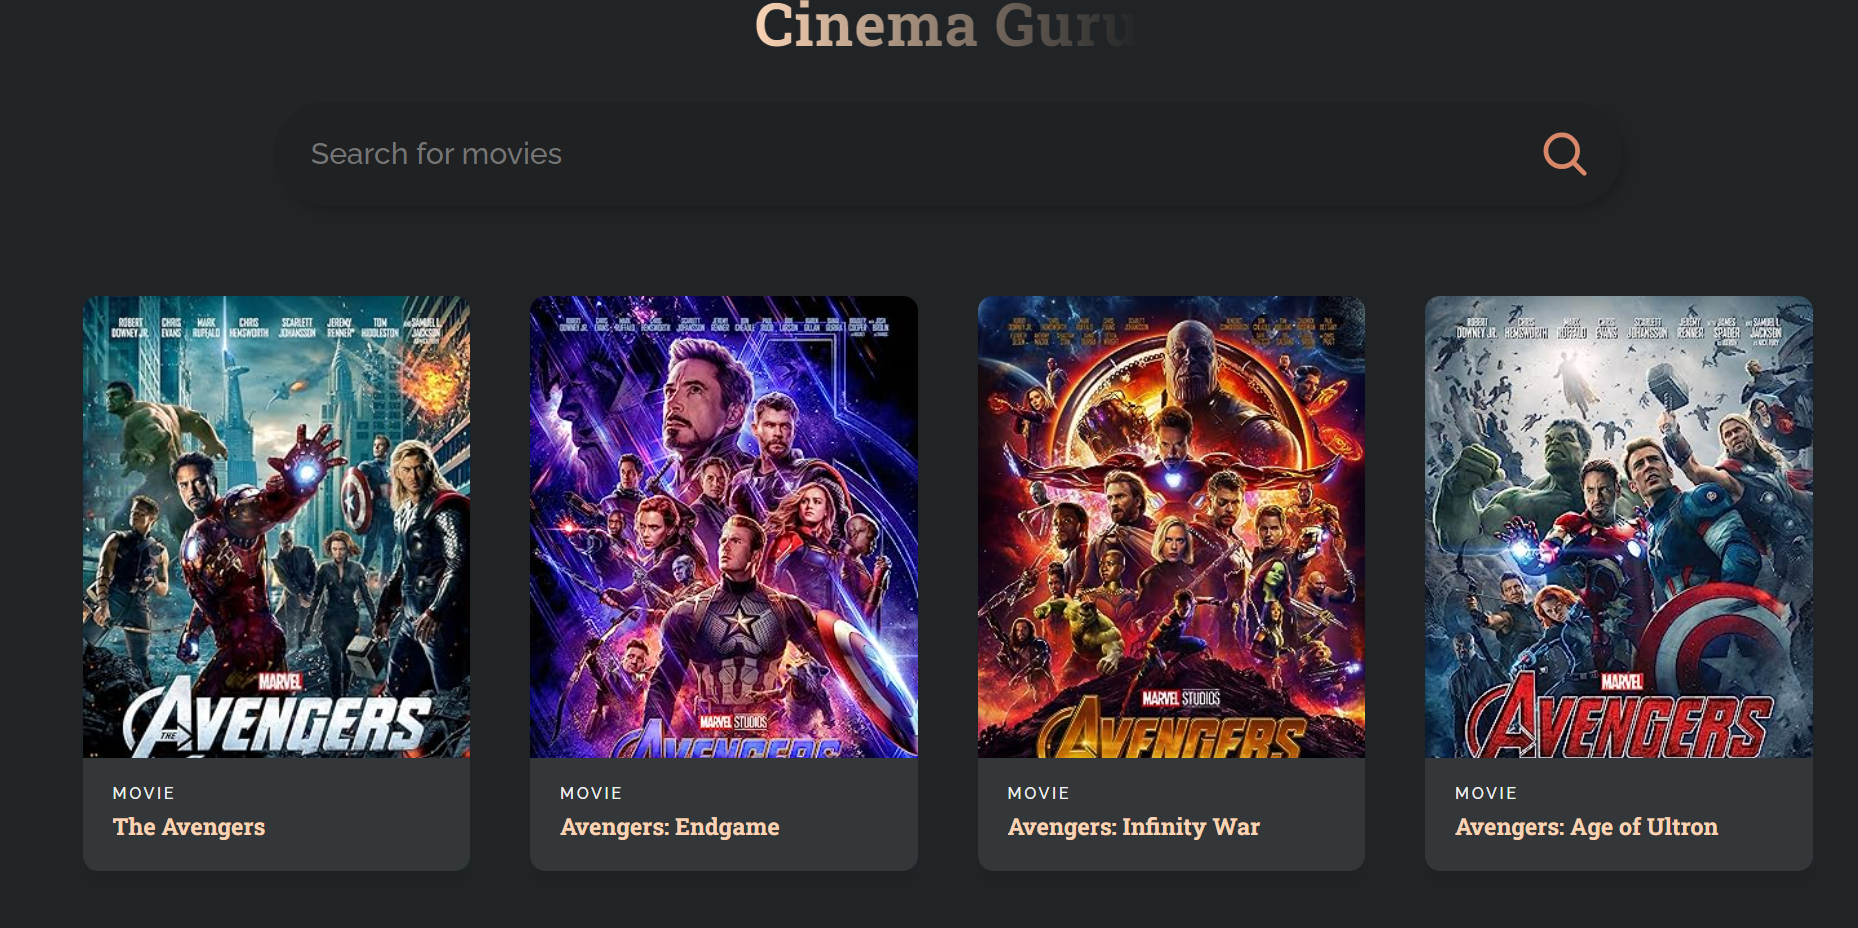 Cinema Guru
Search for movies
ROBERT DOWNEY JR. CHRIS EVANS MARK RUFFALO CHRIS HEMSWORTH SCARLETT JOHANSSON JEREMY RENNER TOM HIDDLESTON AND SAMUEL L. JACKSON
MARVEL
THE AVENGERS
MOVIE
The Avengers
MARVEL STUDIOS
AVENGERS
MOVIE
Avengers: Endgame
MARVEL STUDIOS
AVENGERS
MOVIE
Avengers: Infinity War
ROBERT DOWNEY JR. CHRIS HEMSWORTH MARK RUFFALO CHRIS EVANS SCARLETT JOHANSSON JEREMY RENNER WITH JAMES SPADER AND SAMUEL L. JACKSON
MARVEL
AVENGERS
MOVIE
Avengers: Age of Ultron